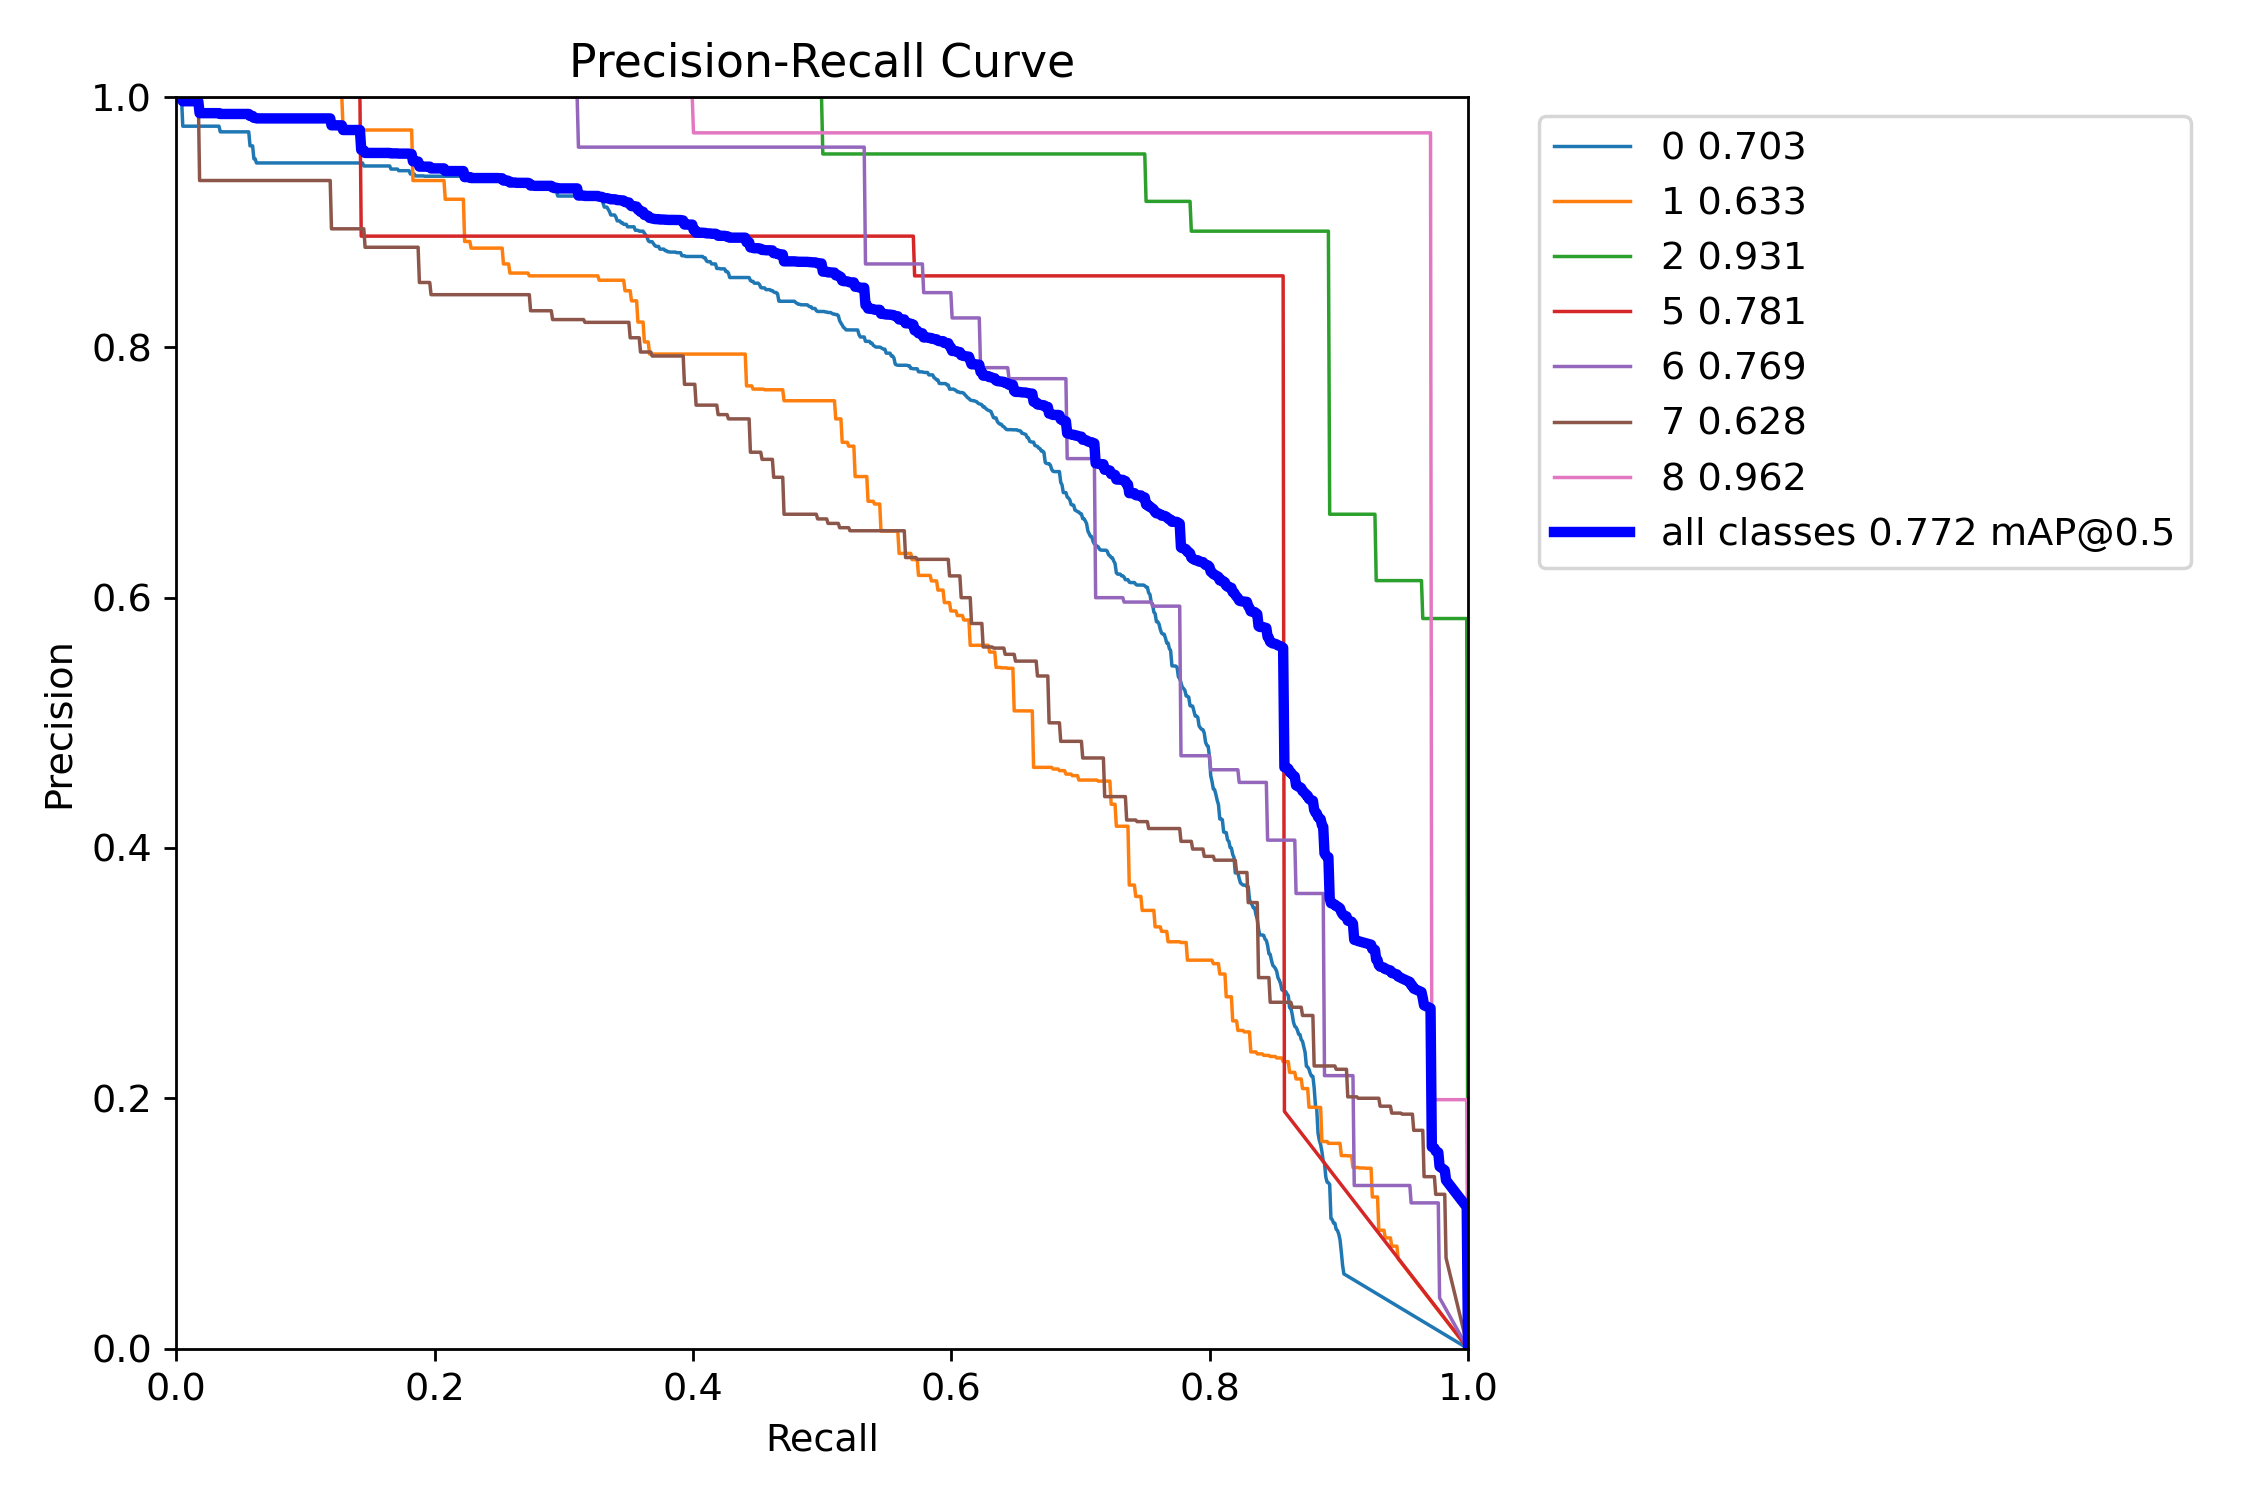 Precision-Recall Curve
1.0
0.8
0.6
0.4
0.2
0.0
Precision
0.0 0.2 0.4 0.6 0.8 1.0
Recall
0 0.703
1 0.633
2 0.931
5 0.781
6 0.769
7 0.628
8 0.962
all classes 0.772 mAP@0.5